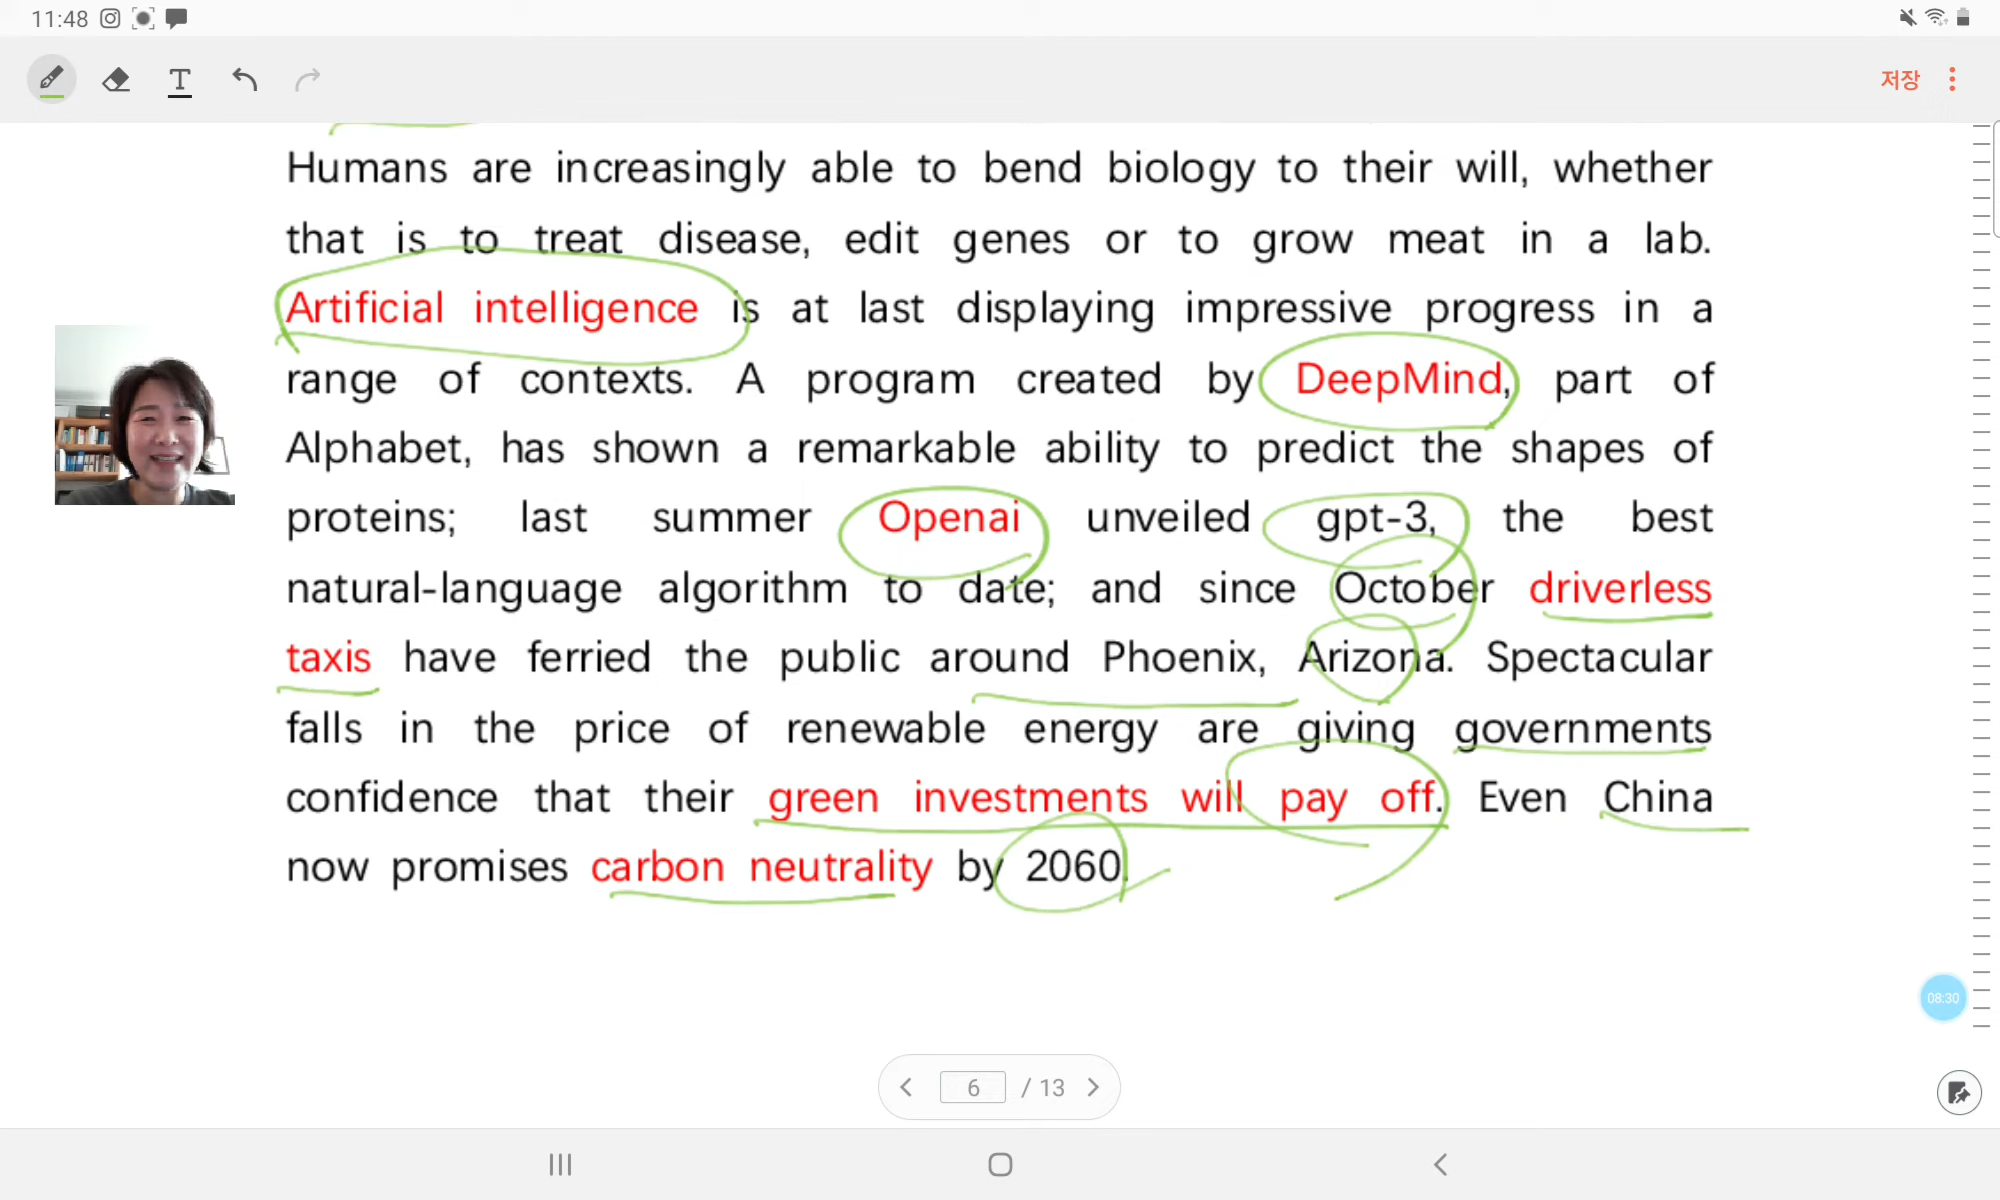 11:48
저장
Humans are increasingly able to bend biology to their will, whether
that is to treat disease, edit genes or to grow meat in a lab.
Artificial intelligence is at last displaying impressive progress in a
range of contexts. A program created by DeepMind, part of
Alphabet, has shown a remarkable ability to predict the shapes of
proteins; last summer Openai unveiled gpt-3, the best
natural-language algorithm to date; and since October driverless
taxis have ferried the public around Phoenix, Arizona. Spectacular
falls in the price of renewable energy are giving governments
confidence that their green investments will pay off. Even China
now promises carbon neutrality by 2060.
08:30
6 / 13